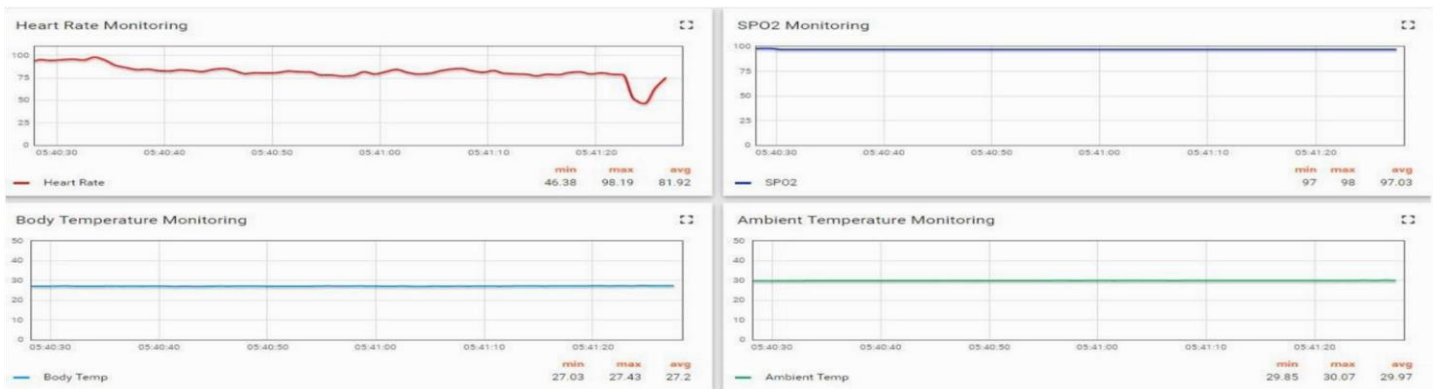 Heart Rate Monitoring
100
75
50
25
0
05:40:30 05:40:40 05:40:50 05:41:00 05:41:10 05:41:20
min max avg
Heart Rate 46.38 98.19 81.92
SPO2 Monitoring
100
75
50
25
0
05:40:30 05:40:40 05:40:50 05:41:00 05:41:10 05:41:20
min max avg
SPO2 97 98 97.03
Body Temperature Monitoring
50
40
30
20
10
0
05:40:30 05:40:40 05:40:50 05:41:00 05:41:10 05:41:20
min max avg
Body Temp 27.03 27.43 27.2
Ambient Temperature Monitoring
50
40
30
20
10
0
05:40:30 05:40:40 05:40:50 05:41:00 05:41:10 05:41:20
min max avg
Ambient Temp 29.85 30.07 29.97